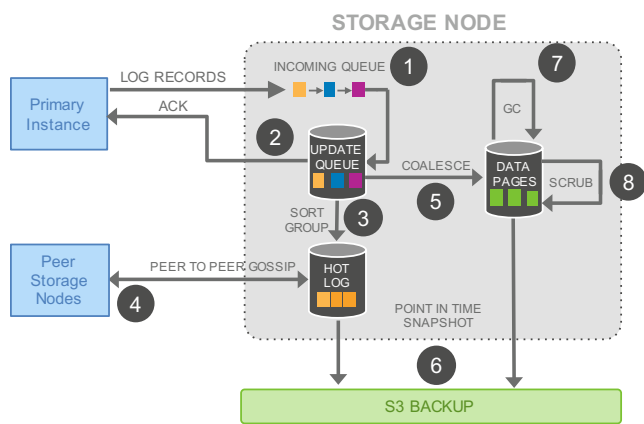 STORAGE NODE
INCOMING QUEUE
1
7
LOG RECORDS
Primary
Instance
ACK
2
UPDATE
QUEUE
GC
COALESCE
5
DATA
PAGES
SCRUB
8
SORT
GROUP
3
Peer
Storage
Nodes
PEER TO PEER GOSSIP
4
HOT
LOG
POINT IN TIME
SNAPSHOT
6
S3 BACKUP